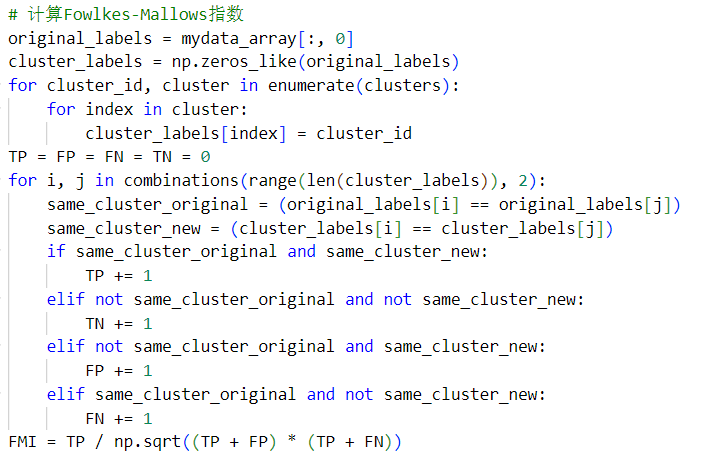 # 计算Fowlkes-Mallows指数
original_labels = mydata_array[:, 0]
cluster_labels = np.zeros_like(original_labels)
for cluster_id, cluster in enumerate(clusters):
    for index in cluster:
        cluster_labels[index] = cluster_id
TP = FP = FN = TN = 0
for i, j in combinations(range(len(cluster_labels)), 2):
    same_cluster_original = (original_labels[i] == original_labels[j])
    same_cluster_new = (cluster_labels[i] == cluster_labels[j])
    if same_cluster_original and same_cluster_new:
        TP += 1
    elif not same_cluster_original and not same_cluster_new:
        TN += 1
    elif not same_cluster_original and same_cluster_new:
        FP += 1
    elif same_cluster_original and not same_cluster_new:
        FN += 1
FMI = TP / np.sqrt((TP + FP) * (TP + FN))